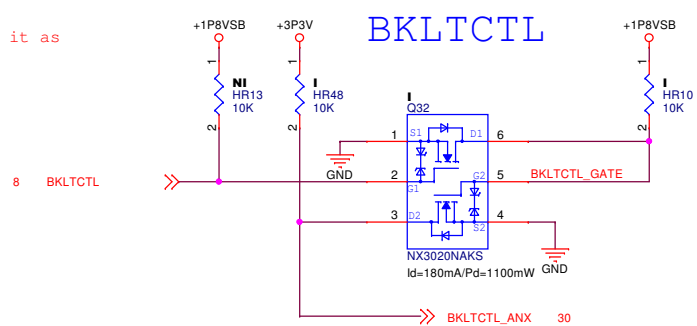 BKLTCTL
it as
+1P8VSB
+3P3V
+1P8VSB
1
NI
HR13
10K
2
1
I
HR48
10K
2
1
I
HR10
10K
2
I
Q32
1
S1
D1
6
GND
8
BKLTCTL
2
G1
G2
5
BKLTCTL_GATE
3
D2
S2
4
GND
NX3020NAKS
Id=180mA/Pd=1100mW
BKLTCTL_ANX
30